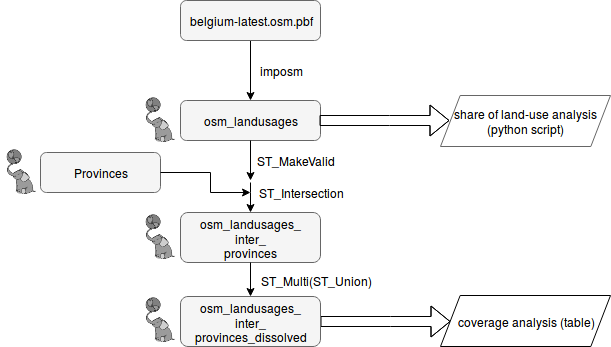 belgium-latest.osm.pbf
imposm
osm_landusages
share of land-use analysis
(python script)
ST_MakeValid
Provinces
ST_Intersection
osm_landusages_
inter_
provinces
ST_Multi(ST_Union)
osm_landusages_
inter_
provinces_dissolved
coverage analysis (table)